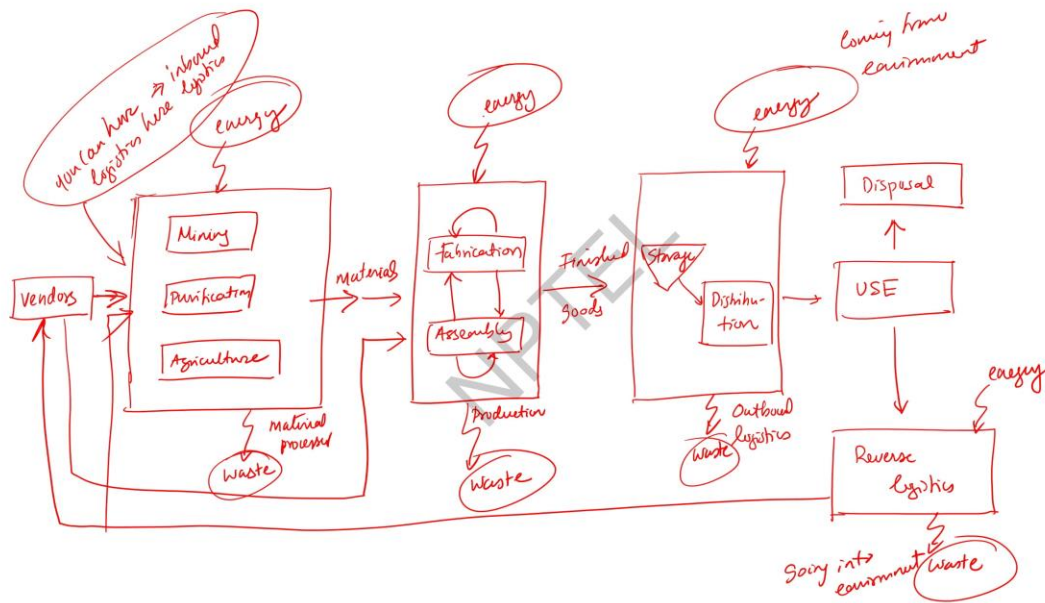 you can have → inbound
logistics here logistics
energy
energy
energy
Coming from
environment
Vendors
Mining
Purification
Agriculture
Materials
Fabrication
Assembly
Finished
Goods
Storage
Distribu-
tion
Disposal
USE
energy
Material
processed
waste
Production
Waste
Outbound
logistics
Waste
Reverse
logistics
Going into
environment
Waste
NPTEL